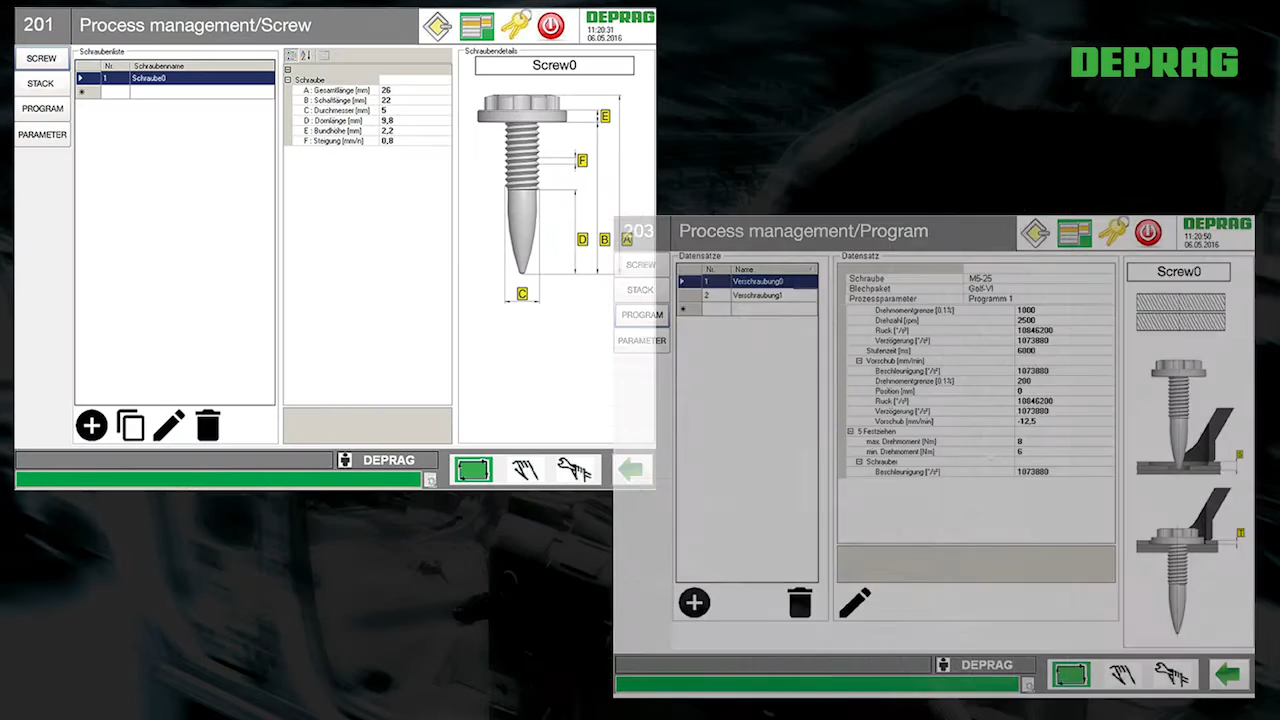 201
Process management/Screw
DEPRAG
11:20:31
06.05.2016
DEPRAG
SCREW
STACK
PROGRAM
PARAMETER
Schraubenliste
Nr. Schraubenname
1 Schraube0
Schraube
A : Gesamtlänge [mm] 26
B : Schaftlänge [mm] 22
C : Durchmesser [mm] 5
D : Dornlänge [mm] 9,8
E : Bundhöhe [mm] 2,2
F : Steigung [mm/n] 0,8
Schraubendetails
Screw0
E
F
D
B
A
C
DEPRAG
203
Process management/Program
DEPRAG
11:20:50
06.05.2016
SCREW
STACK
PROGRAM
PARAMETER
Datensätze
Nr. Name
1 Verschraubung0
2 Verschraubung1
Datensatz
Schraube M5-25
Blechpaket Golf-VI
Prozessparameter Programm 1
Drehmomentgrenze [0,1%] 1000
Drehzahl [rpm] 2500
Ruck [°/s³] 10846200
Verzögerung [°/s²] 1073880
Stufenzeit [ms] 6000
Vorschub [mm/min]
Beschleunigung [°/s²] 1073880
Drehmomentgrenze [0,1%] 200
Position [mm] 0
Ruck [°/s³] 10846200
Verzögerung [°/s²] 1073880
Vorschub [mm/min] -12,5
5 Festziehen
max. Drehmoment [Nm] 8
min. Drehmoment [Nm] 6
Schrauber
Beschleunigung [°/s²] 1073880
Screw0
DEPRAG